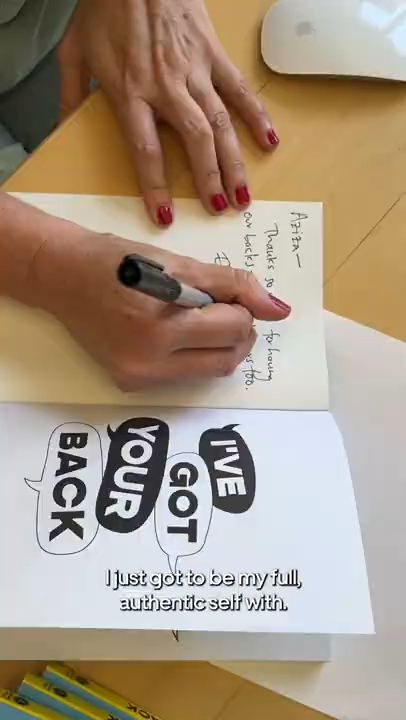 Aziza—
Thanks so for having
our backs rs too.
I'VE
GOT
YOUR
BACK
I just got to be my full,
authentic self with.